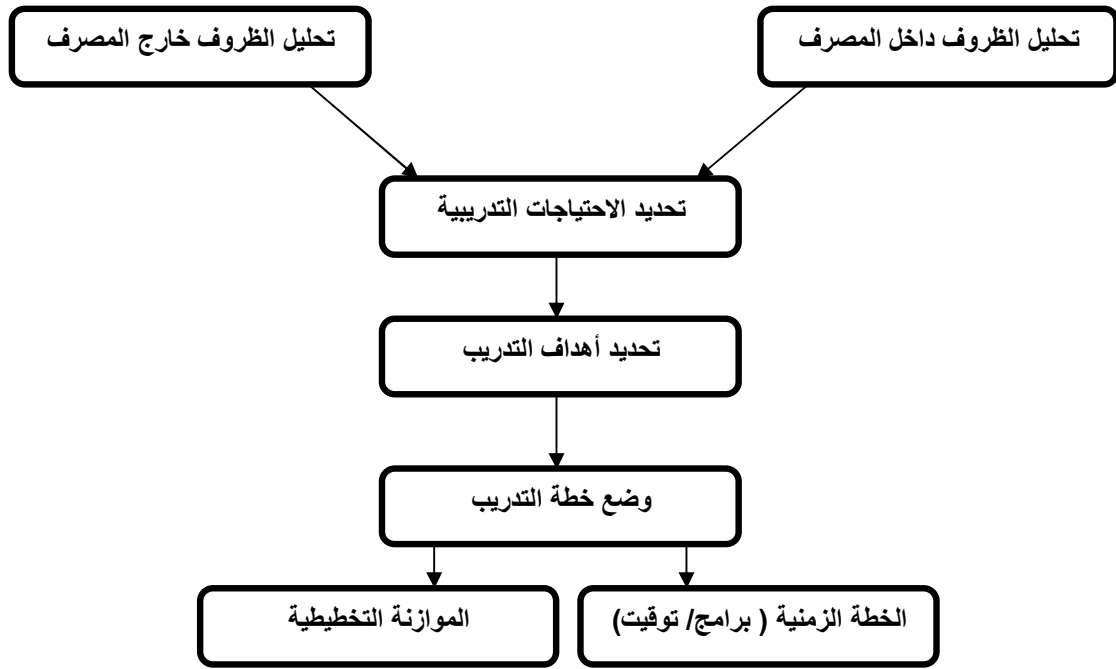 تحليل الظروف داخل المصرف
تحليل الظروف خارج المصرف
تحديد الاحتياجات التدريبية
تحديد أهداف التدريب
وضع خطة التدريب
الخطة الزمنية ( برامج/ توقيت)
الموازنة التخطيطية